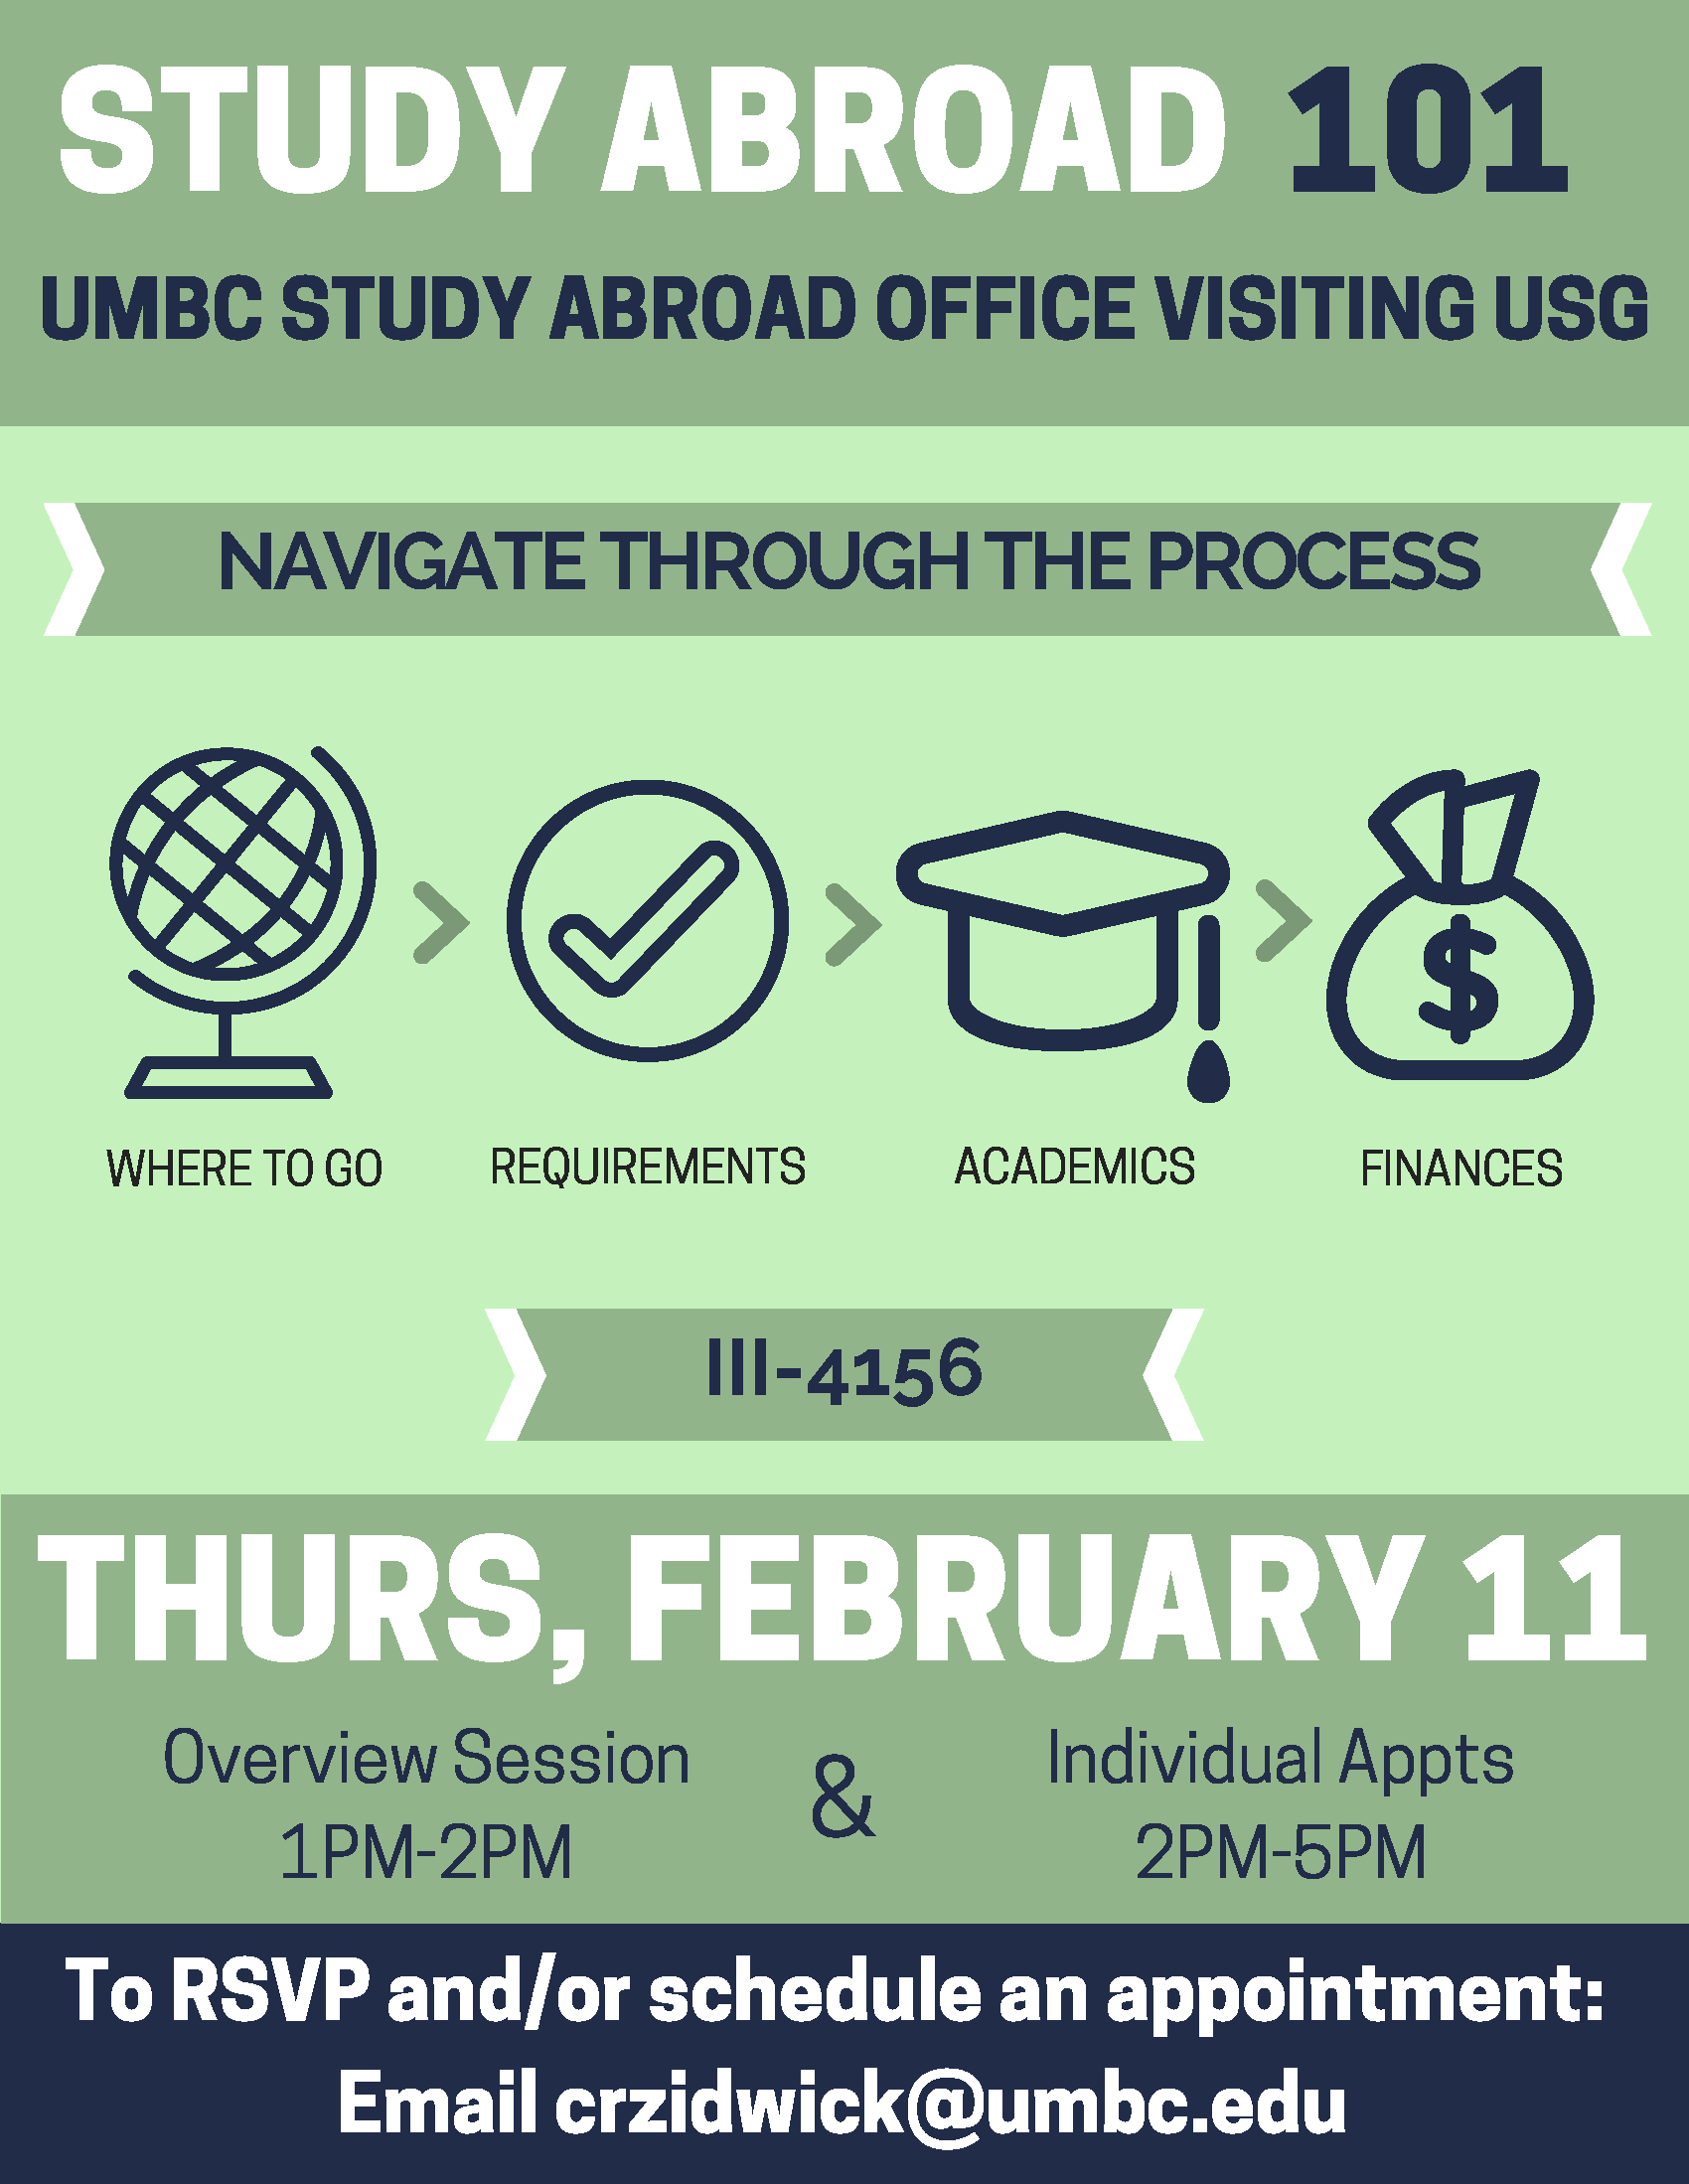 STUDY ABROAD 101
UMBC STUDY ABROAD OFFICE VISITING USG
NAVIGATE THROUGH THE PROCESS
$
WHERE TO GO
REQUIREMENTS
ACADEMICS
FINANCES
III-4156
THURS, FEBRUARY 11
Overview Session
1PM-2PM
&
Individual Appts
2PM-5PM
To RSVP and/or schedule an appointment:
Email crzidwick@umbc.edu